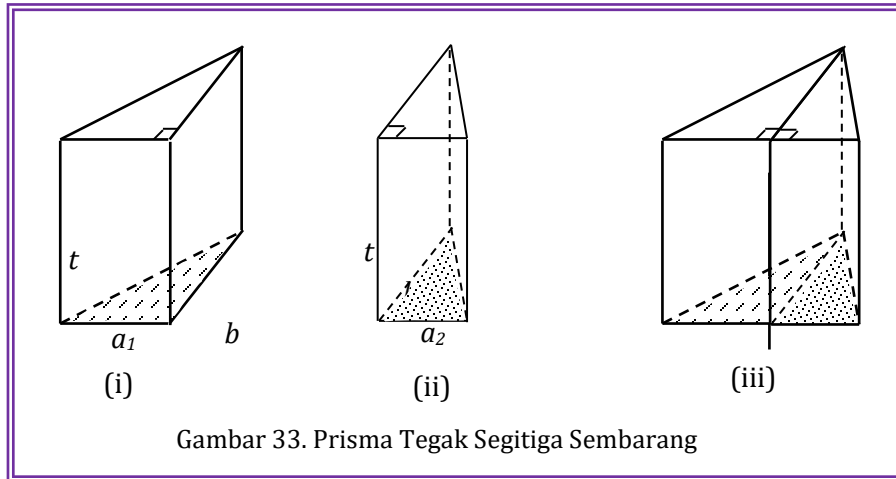 t
t
l
a₁
b
a₂
(i)
(ii)
(iii)
Gambar 33. Prisma Tegak Segitiga Sembarang